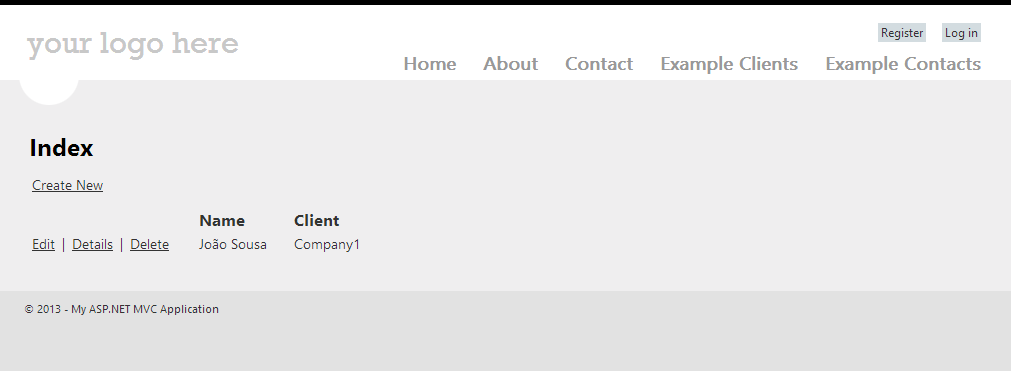 your logo here
Register Log in
Home About Contact Example Clients Example Contacts
Index
Create New
Name Client
Edit | Details | Delete João Sousa Company1
© 2013 - My ASP.NET MVC Application